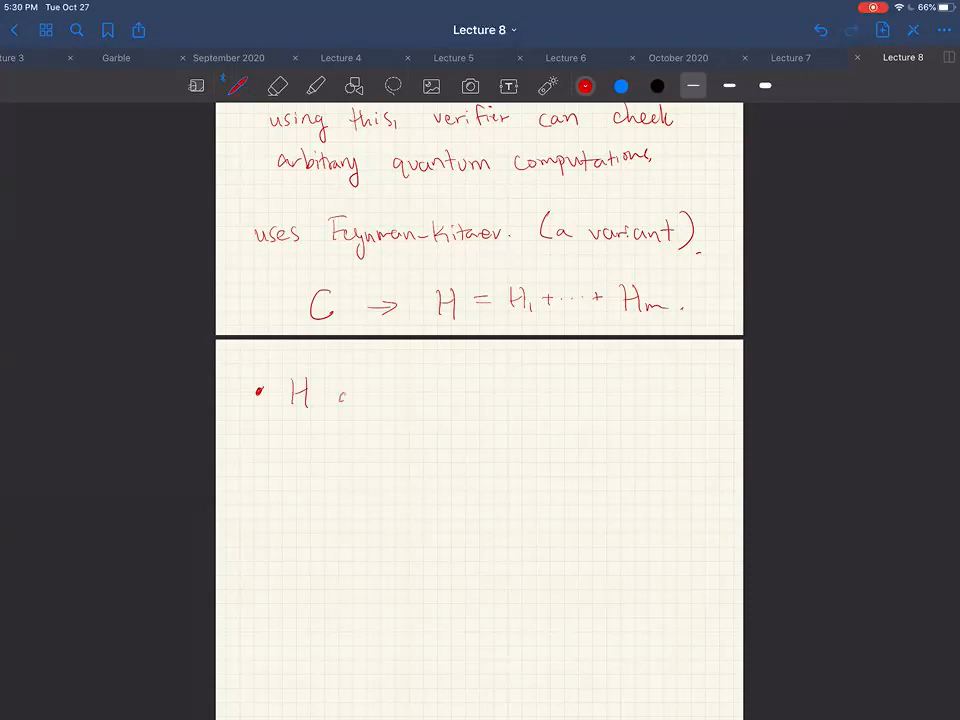 5:30 PM Tue Oct 27
66%
Lecture 8
ure 3
Garble
September 2020
Lecture 4
Lecture 5
Lecture 6
October 2020
Lecture 7
Lecture 8
using this, verifier can check
arbitrary quantum computations.
uses Feynman-Kitaev. (a variant).
C → H = H₁ + ⋯ + Hₘ.
• H c